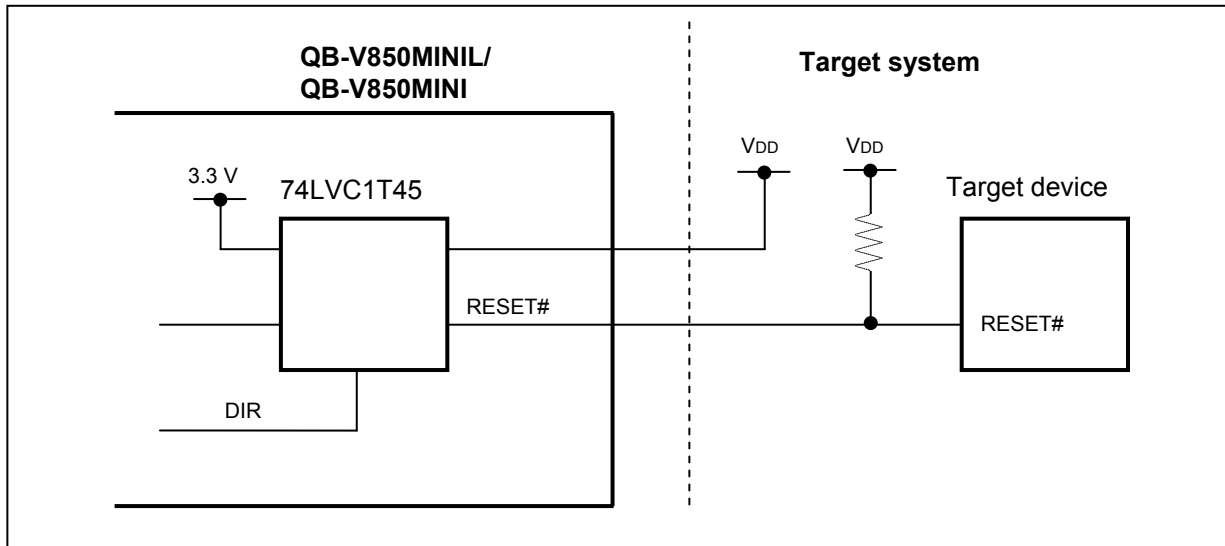 QB-V850MINIL/
QB-V850MINI
Target system
3.3 V
74LVC1T45
VDD
VDD
Target device
RESET#
RESET#
DIR